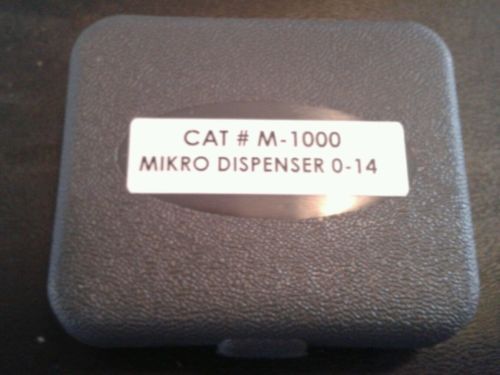 CAT # M-1000
MIKRO DISPENSER 0-14